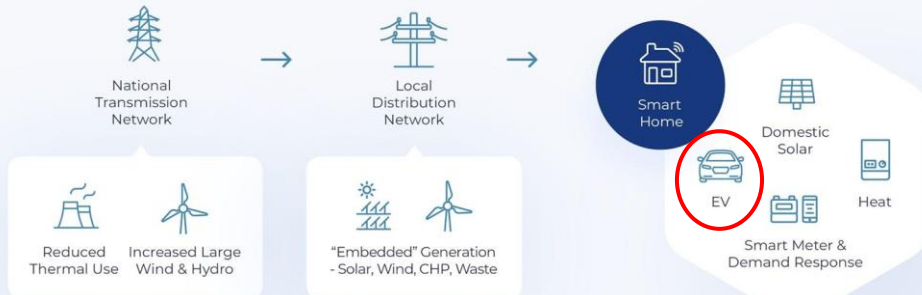 National
Transmission
Network
Local
Distribution
Network
Smart
Home
Domestic
Solar
EV
Heat
Smart Meter &
Demand Response
Reduced
Thermal Use
Increased Large
Wind & Hydro
"Embedded" Generation
- Solar, Wind, CHP, Waste